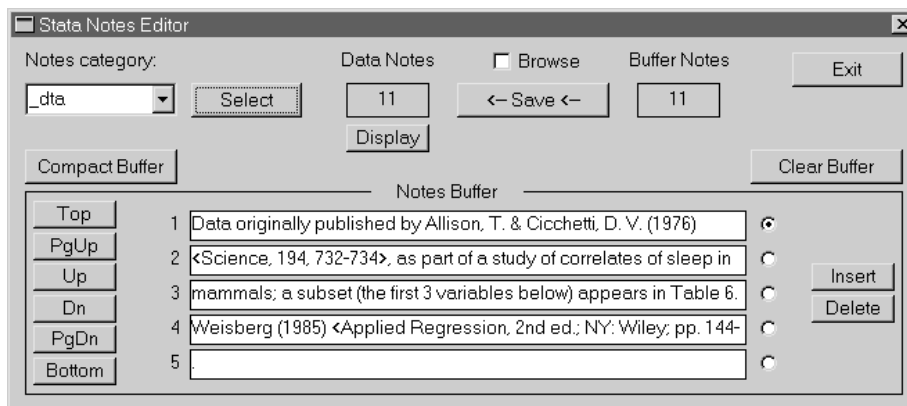 Stata Notes Editor
Notes category:
Data Notes
Browse
Buffer Notes
Exit
_dta
Select
11
<– Save <–
11
Display
Compact Buffer
Clear Buffer
Notes Buffer
Top
PgUp
Up
Dn
PgDn
Bottom
1 Data originally published by Allison, T. & Cicchetti, D. V. (1976)
2 <Science, 194, 732-734>, as part of a study of correlates of sleep in
3 mammals; a subset (the first 3 variables below) appears in Table 6.
4 Weisberg (1985) <Applied Regression, 2nd ed.; NY: Wiley; pp. 144-
5 .
Insert
Delete